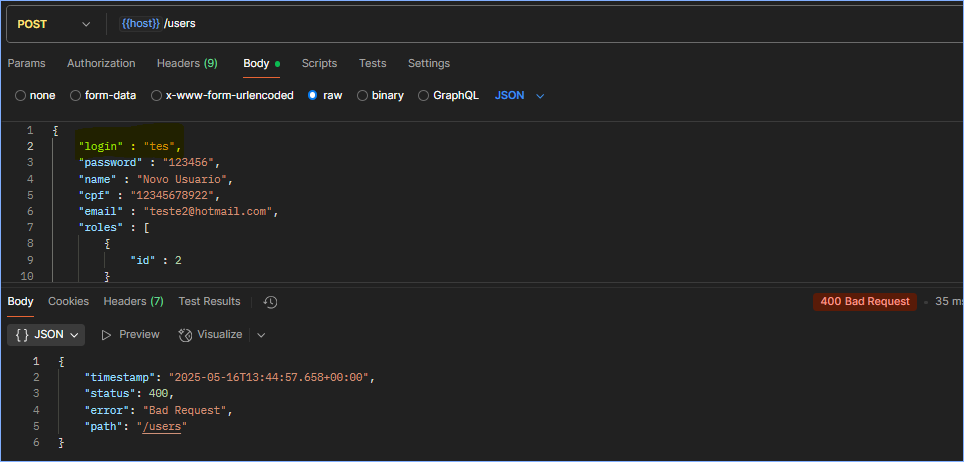 POST {{host}} /users
Params Authorization Headers (9) Body Scripts Tests Settings
none form-data x-www-form-urlencoded raw binary GraphQL JSON
1 {
2 "login" : "tes",
3 "password" : "123456",
4 "name" : "Novo Usuario",
5 "cpf" : "12345678922",
6 "email" : "teste2@hotmail.com",
7 "roles" : [
8 {
9 "id" : 2
10 }
Body Cookies Headers (7) Test Results 400 Bad Request 35 ms
{} JSON Preview Visualize
1 {
2 "timestamp": "2025-05-16T13:44:57.658+00:00",
3 "status": 400,
4 "error": "Bad Request",
5 "path": "/users"
6 }